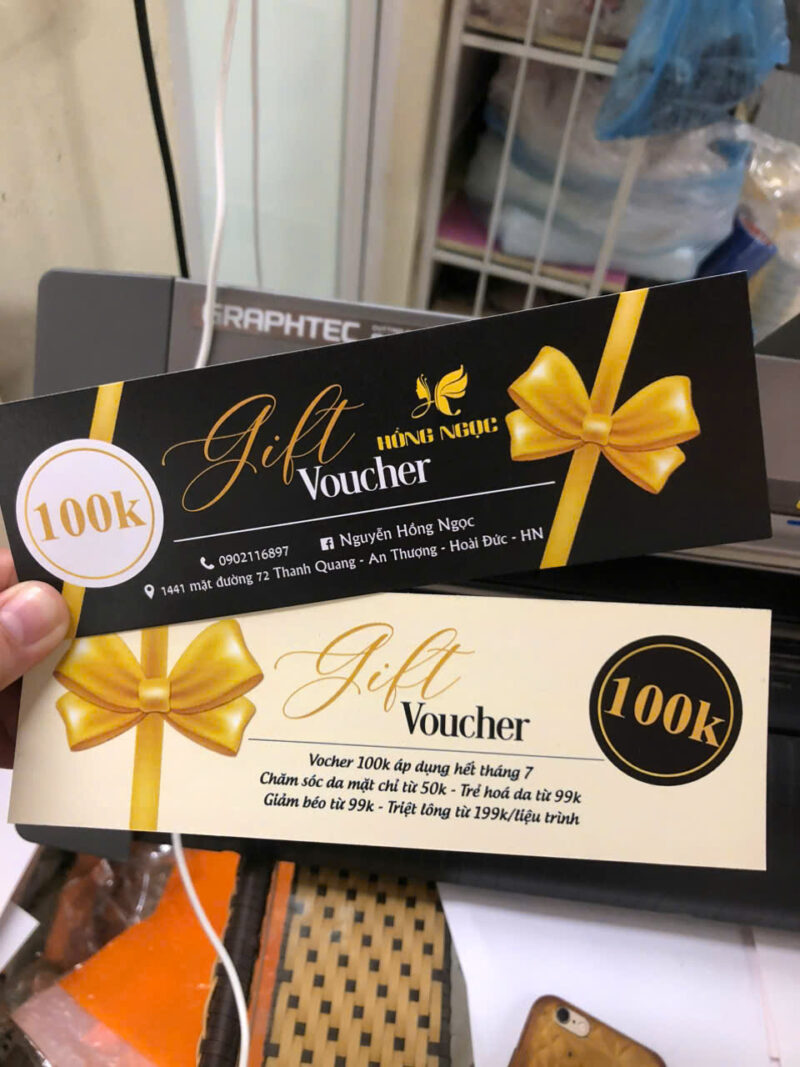 GRAPHTEC
HỒNG NGỌC
Gift
Voucher
100k
0902116897 Nguyễn Hồng Ngọc
1441 mặt đường 72 Thanh Quang - An Thượng - Hoài Đức - HN
Gift
Voucher
100k
Vocher 100k áp dụng hết tháng 7
Chăm sóc da mặt chỉ từ 50k - Trẻ hoá da từ 99k
Giảm béo từ 99k - Triệt lông từ 199k/liệu trình